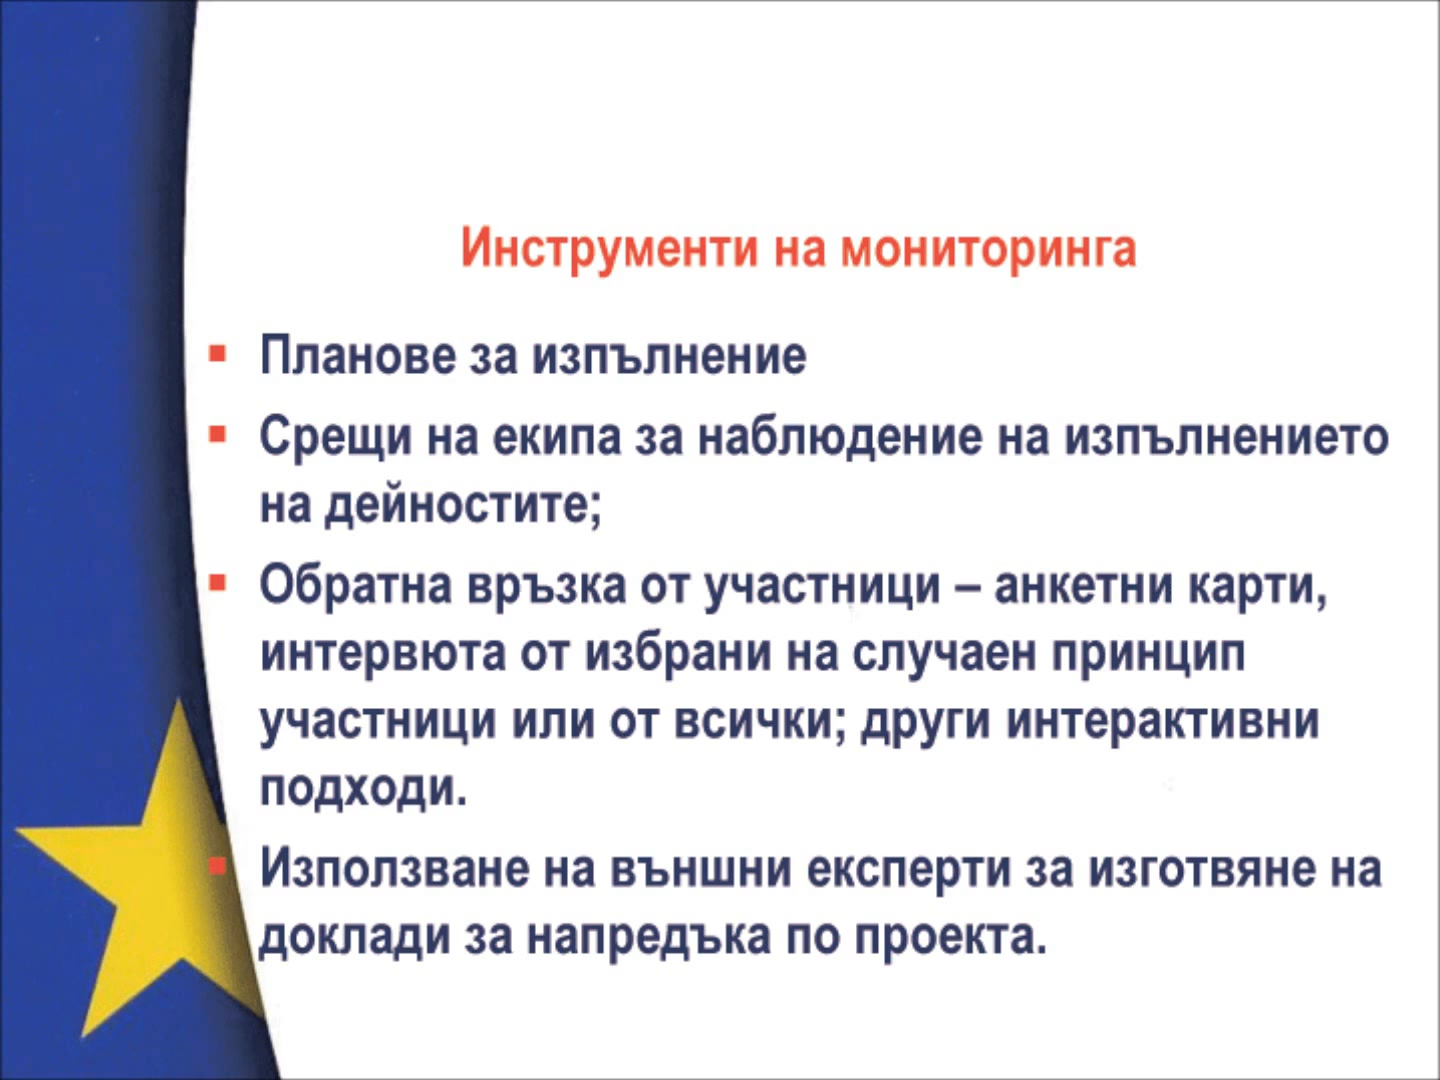 Инструменти на мониторинга
Планове за изпълнение
Срещи на екипа за наблюдение на изпълнението
на дейностите;
Обратна връзка от участници – анкетни карти,
интервюта от избрани на случаен принцип
участници или от всички; други интерактивни
подходи.
Използване на външни експерти за изготвяне на
доклади за напредъка по проекта.